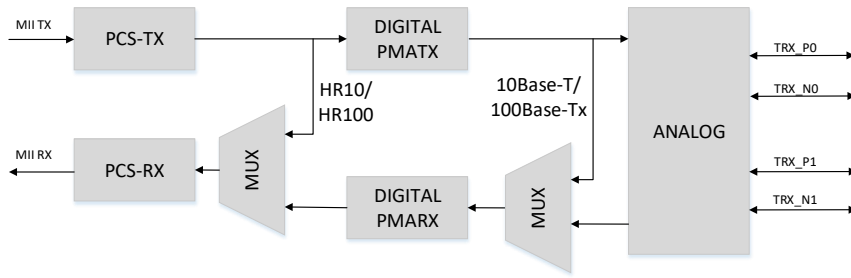 MII TX
PCS-TX
DIGITAL
PMATX
HR10/
HR100
10Base-T/
100Base-Tx
ANALOG
TRX_P0
TRX_N0
TRX_P1
TRX_N1
MII RX
PCS-RX
MUX
DIGITAL
PMARX
MUX